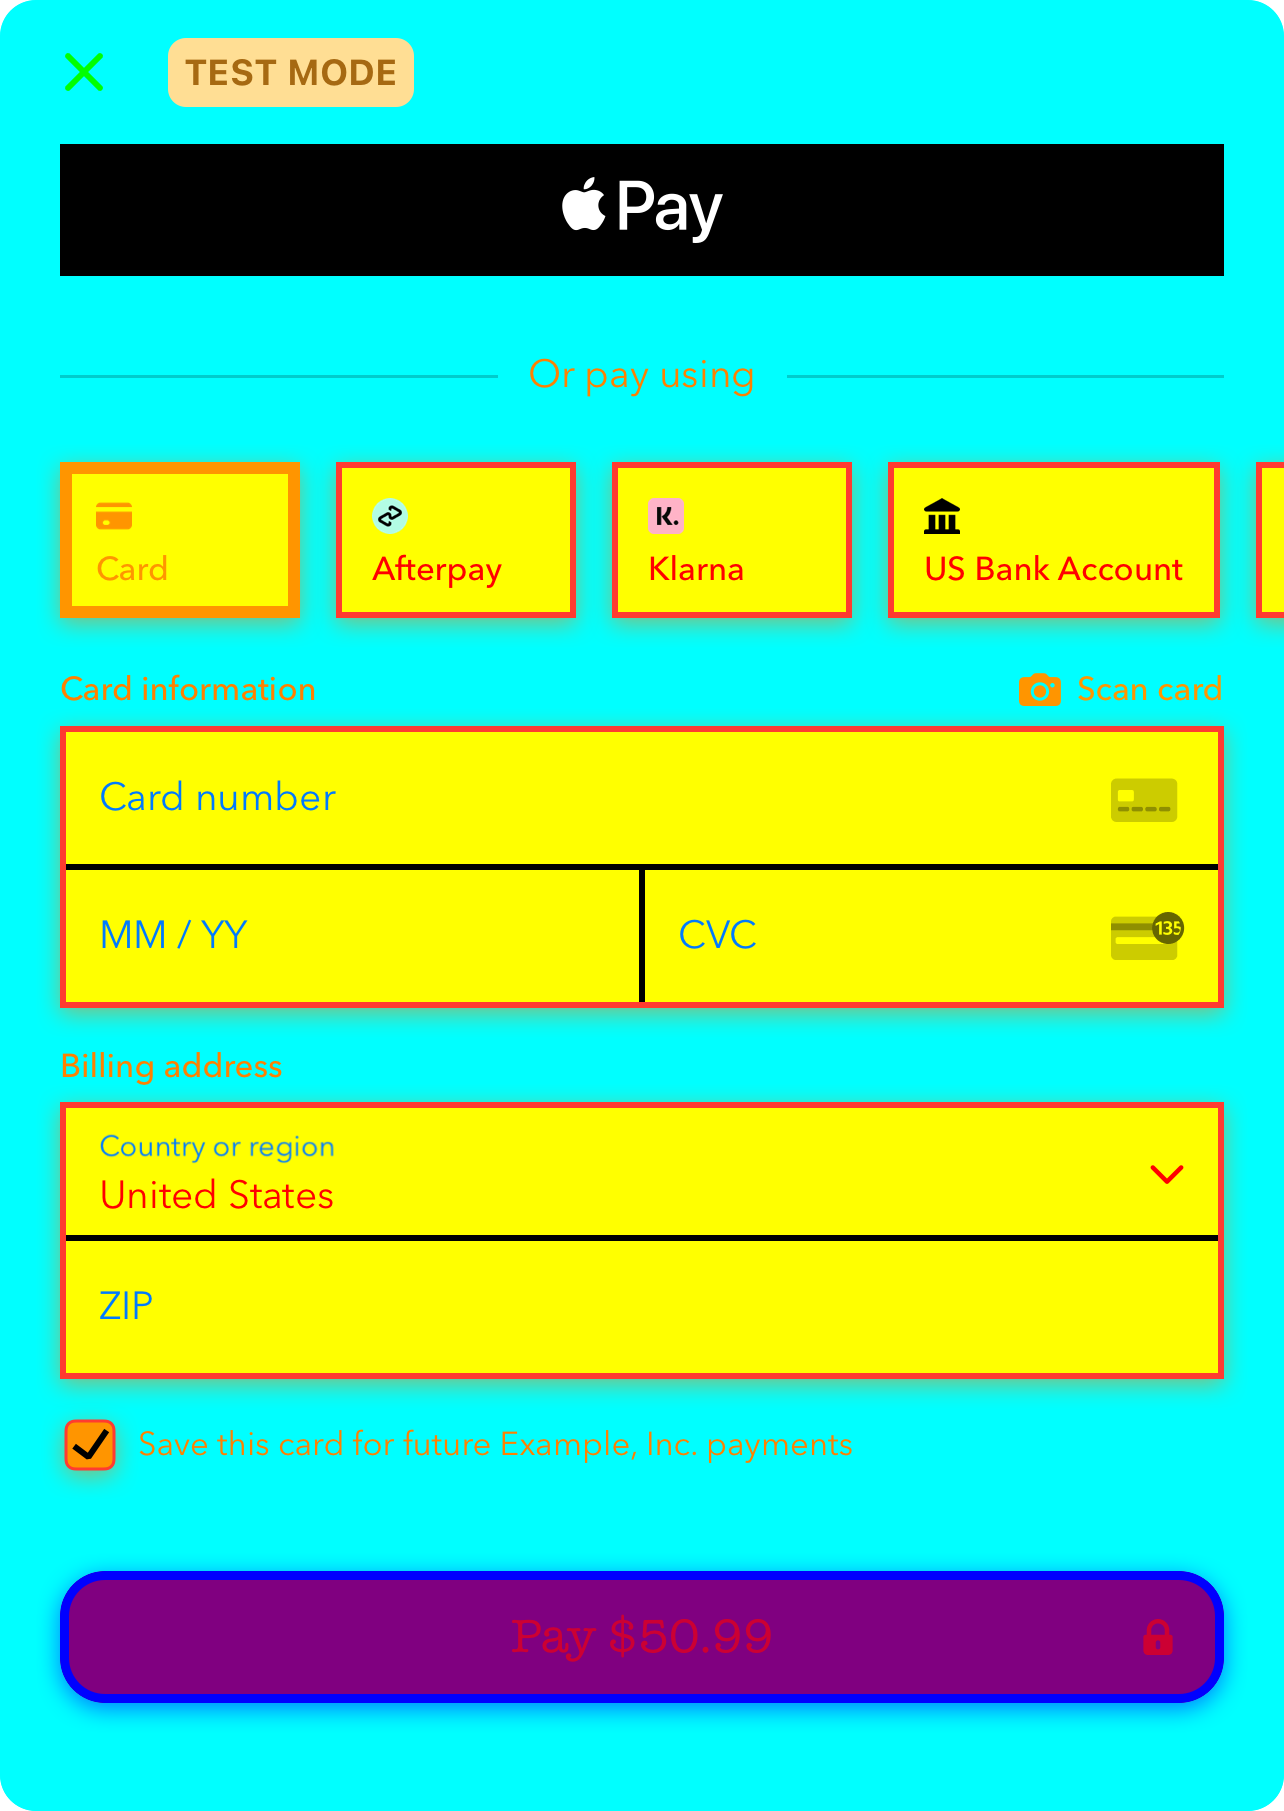 TEST MODE
Pay
Or pay using
Card
Afterpay
K.
Klarna
US Bank Account
Card information
Scan card
Card number
MM / YY
CVC
135
Billing address
Country or region
United States
ZIP
Save this card for future Example, Inc. payments
Pay $50.99